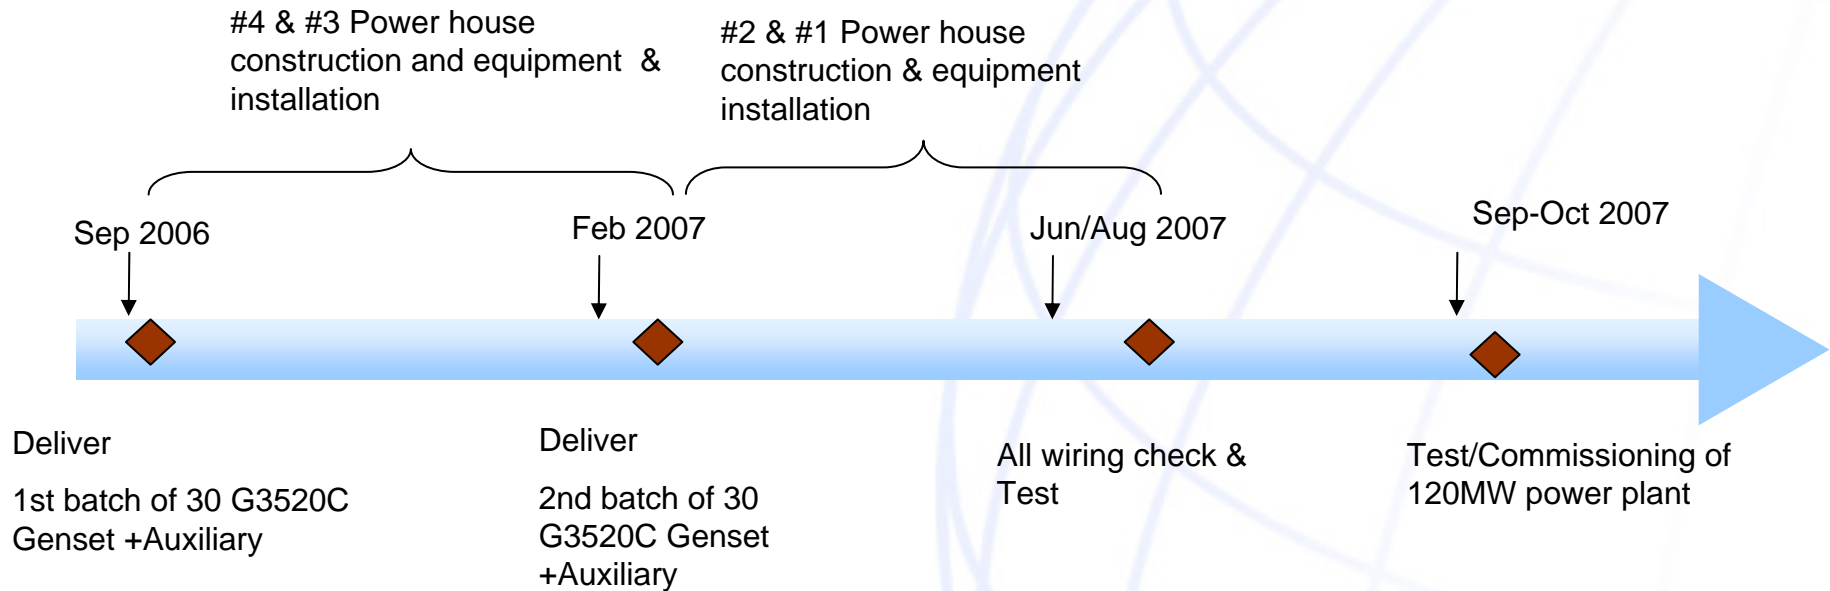 #4 & #3 Power house
construction and equipment & 
installation
#2 & #1 Power house
construction & equipment
installation
Sep 2006
Feb 2007
Jun/Aug 2007
Sep-Oct 2007
Deliver
1st batch of 30 G3520C
Genset +Auxiliary
Deliver
2nd batch of 30
G3520C Genset
+Auxiliary
All wiring check &
Test
Test/Commissioning of
120MW power plant